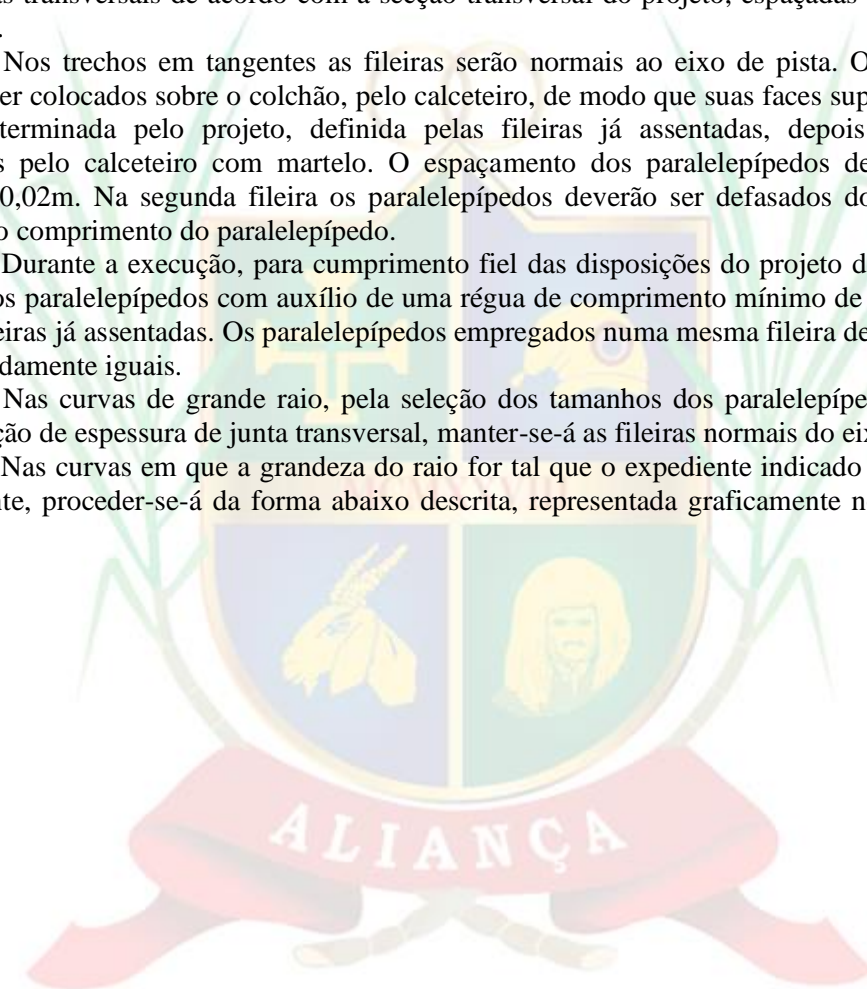 s transversais de acordo com a secção transversal do projeto, espaçadas
.
Nos trechos em tangentes as fileiras serão normais ao eixo de pista. O
er colocados sobre o colchão, pelo calceteiro, de modo que suas faces sup
terminada pelo projeto, definida pelas fileiras já assentadas, depois
s pelo calceteiro com martelo. O espaçamento dos paralelepípedos de
0,02m. Na segunda fileira os paralelepípedos deverão ser defasados do
o comprimento do paralelepípedo.
Durante a execução, para cumprimento fiel das disposições do projeto d
os paralelepípedos com auxílio de uma régua de comprimento mínimo de
eiras já assentadas. Os paralelepípedos empregados numa mesma fileira de
damente iguais.
Nas curvas de grande raio, pela seleção dos tamanhos dos paralelepípe
ção de espessura de junta transversal, manter-se-á as fileiras normais do eix
Nas curvas em que a grandeza do raio for tal que o expediente indicado
nte, proceder-se-á da forma abaixo descrita, representada graficamente n
ALIANÇA